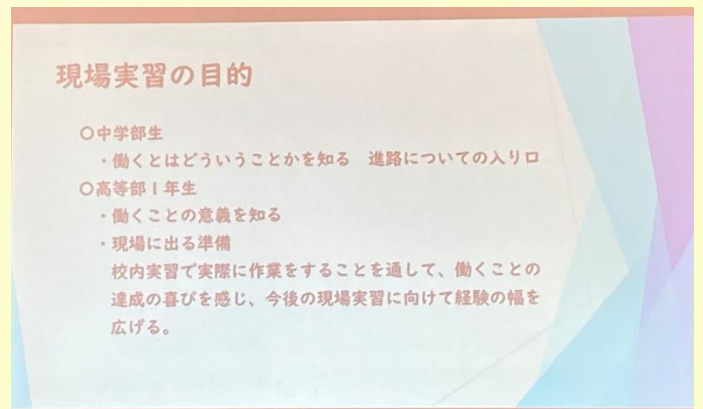 現場実習の目的
〇中学部生
・働くとはどういうことかを知る　進路についての入り口
〇高等部１年生
・働くことの意義を知る
・現場に出る準備
校内実習で実際に作業をすることを通して、働くことの
達成の喜びを感じ、今後の現場実習に向けて経験の幅を
広げる。